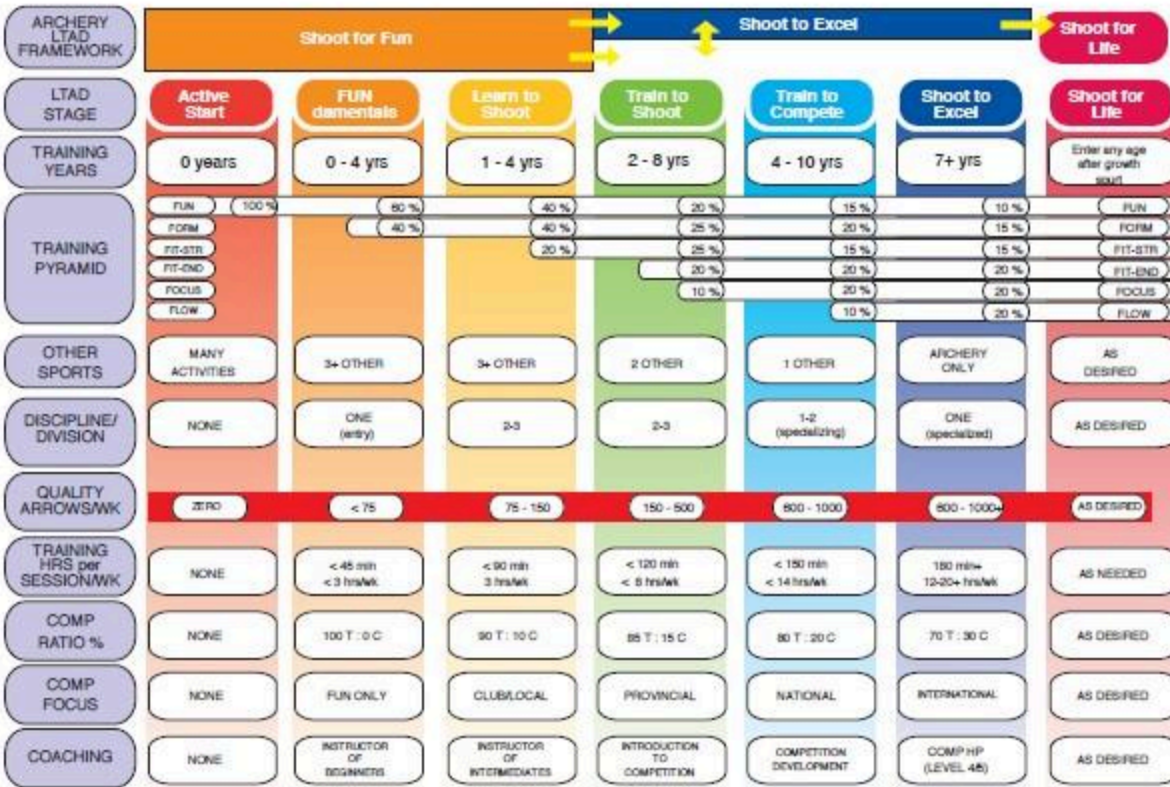 ARCHERY
LTAD
FRAMEWORK
Shoot for Fun
Shoot to Excel
Shoot for
Life
LTAD
STAGE
Active
Start
FUN
damentals
Learn to
Shoot
Train to
Shoot
Train to
Compete
Shoot to
Excel
Shoot for
Life
TRAINING
YEARS
0 years
0 - 4 yrs
1 - 4 yrs
2 - 8 yrs
4 - 10 yrs
7+ yrs
Enter any age
after growth
spurt
TRAINING
PYRAMID
FUN 100 % 60 % 40 % 20 % 15 % 10 % FUN
FORM 40 % 40 % 25 % 20 % 15 % FORM
FIT-STR 20 % 25 % 15 % 15 % FIT-STR
FIT-END 20 % 20 % 20 % FIT-END
FOCUS 10 % 20 % 20 % FOCUS
FLOW 10 % 20 % FLOW
OTHER
SPORTS
MANY
ACTIVITIES
3+ OTHER
3+ OTHER
2 OTHER
1 OTHER
ARCHERY
ONLY
AS
DESIRED
DISCIPLINE/
DIVISION
NONE
ONE
(entry)
2-3
2-3
1-2
(specializing)
ONE
(specialized)
AS DESIRED
QUALITY
ARROWS/WK
ZERO
< 75
75 - 150
150 - 500
600 - 1000
600 - 1000+
AS DESIRED
TRAINING
HRS per
SESSION/WK
NONE
< 45 min
< 3 hrs/wk
< 90 min
3 hrs/wk
< 120 min
< 8 hrs/wk
< 180 min
< 14 hrs/wk
180 min+
12-20+ hrs/wk
AS NEEDED
COMP
RATIO %
NONE
100 T : 0 C
90 T : 10 C
85 T : 15 C
80 T : 20 C
70 T : 30 C
AS DESIRED
COMP
FOCUS
NONE
FUN ONLY
CLUB/LOCAL
PROVINCIAL
NATIONAL
INTERNATIONAL
AS DESIRED
COACHING
NONE
INSTRUCTOR
OF
BEGINNERS
INSTRUCTOR
OF
INTERMEDIATES
INTRODUCTION
TO
COMPETITION
COMPETITION
DEVELOPMENT
COMP HP
(LEVEL 4/5)
AS DESIRED